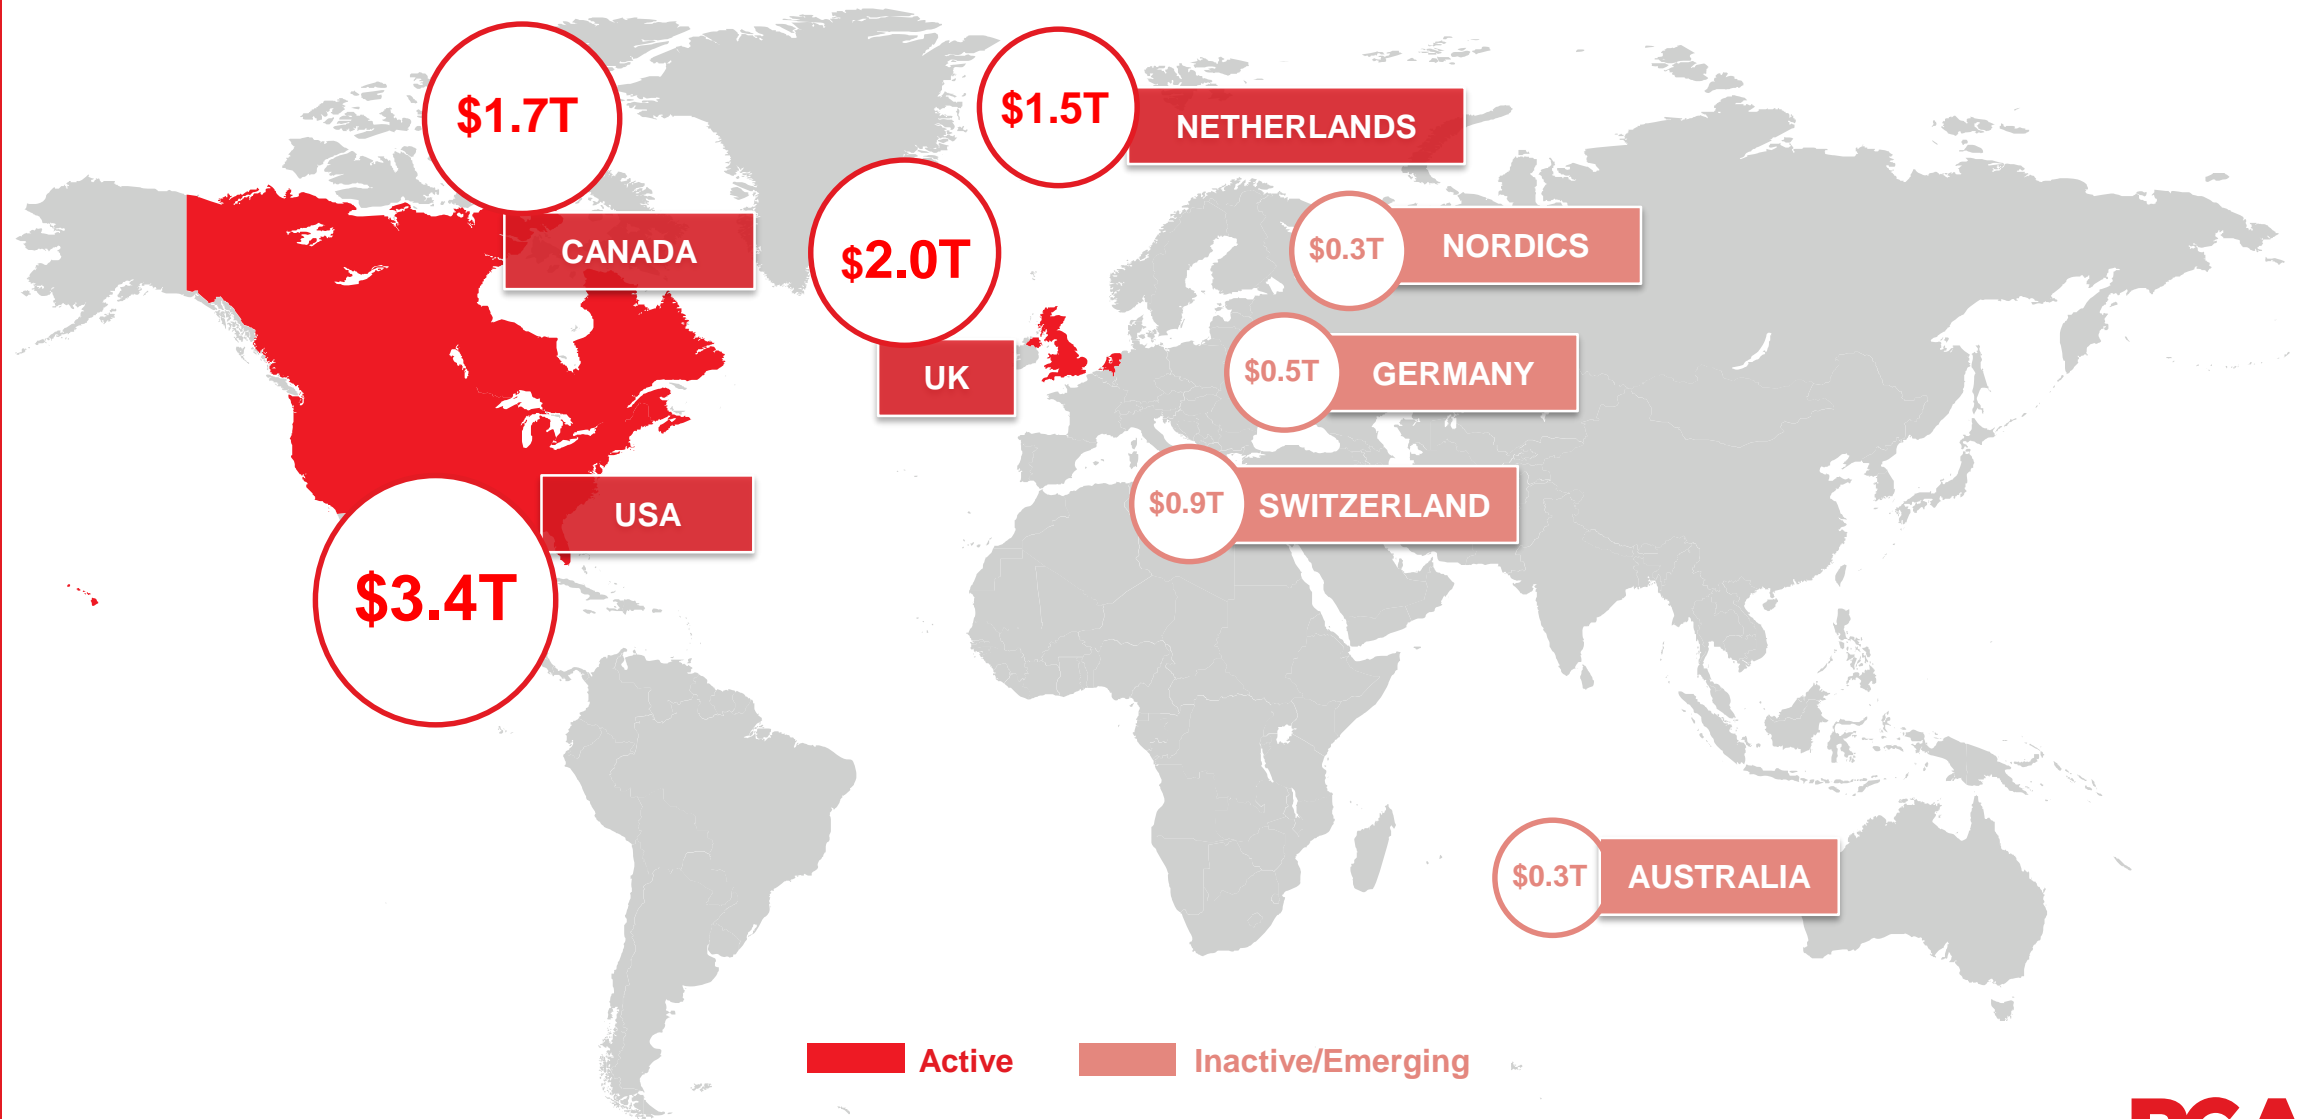 $1.7T
CANADA
$1.5T
NETHERLANDS
$2.0T
UK
$0.3T
NORDICS
$0.5T
GERMANY
$0.9T
SWITZERLAND
USA
$3.4T
$0.3T
AUSTRALIA
Active
Inactive/Emerging